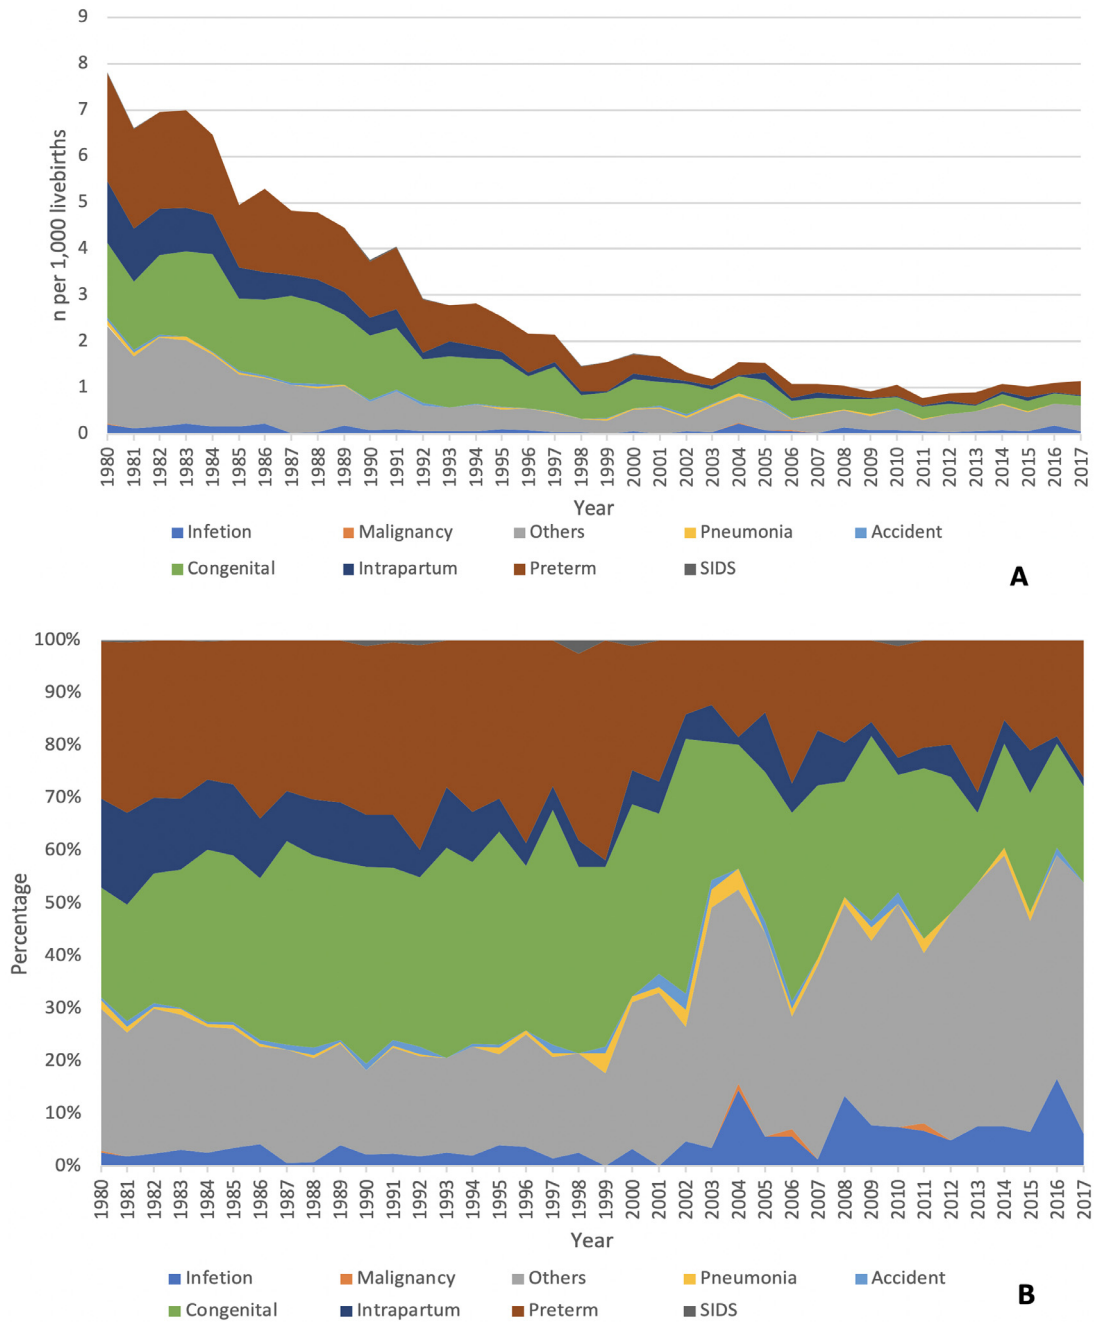 9
8
7
6
5
4
3
2
1
0
n per 1,000 livebirths
1980 1981 1982 1983 1984 1985 1986 1987 1988 1989 1990 1991 1992 1993 1994 1995 1996 1997 1998 1999 2000 2001 2002 2003 2004 2005 2006 2007 2008 2009 2010 2011 2012 2013 2014 2015 2016 2017
Year
Infetion Malignancy Others Pneumonia Accident
Congenital Intrapartum Preterm SIDS
A
100%
90%
80%
70%
60%
50%
40%
30%
20%
10%
0%
Percentage
1980 1981 1982 1983 1984 1985 1986 1987 1988 1989 1990 1991 1992 1993 1994 1995 1996 1997 1998 1999 2000 2001 2002 2003 2004 2005 2006 2007 2008 2009 2010 2011 2012 2013 2014 2015 2016 2017
Year
Infetion Malignancy Others Pneumonia Accident
Congenital Intrapartum Preterm SIDS
B